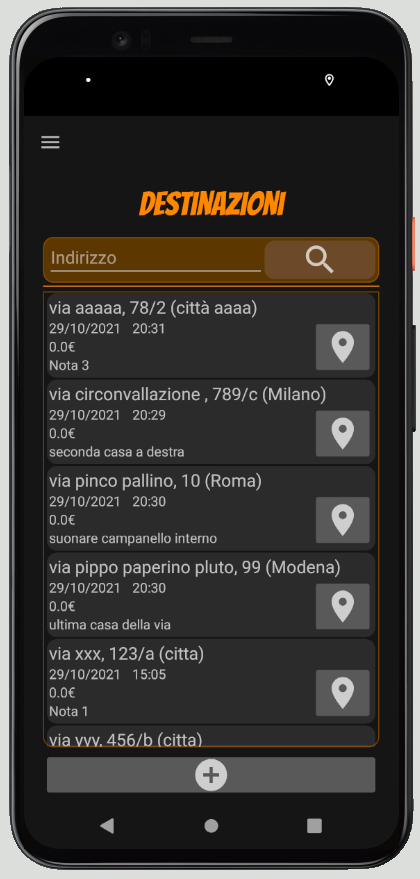 DESTINAZIONI
Indirizzo
via aaaaa, 78/2 (città aaaa)
29/10/2021 20:31
0.0€
Nota 3
via circonvallazione , 789/c (Milano)
29/10/2021 20:29
0.0€
seconda casa a destra
via pinco pallino, 10 (Roma)
29/10/2021 20:30
0.0€
suonare campanello interno
via pippo paperino pluto, 99 (Modena)
29/10/2021 20:30
0.0€
ultima casa della via
via xxx, 123/a (citta)
29/10/2021 15:05
0.0€
Nota 1
via yyy, 456/b (citta)